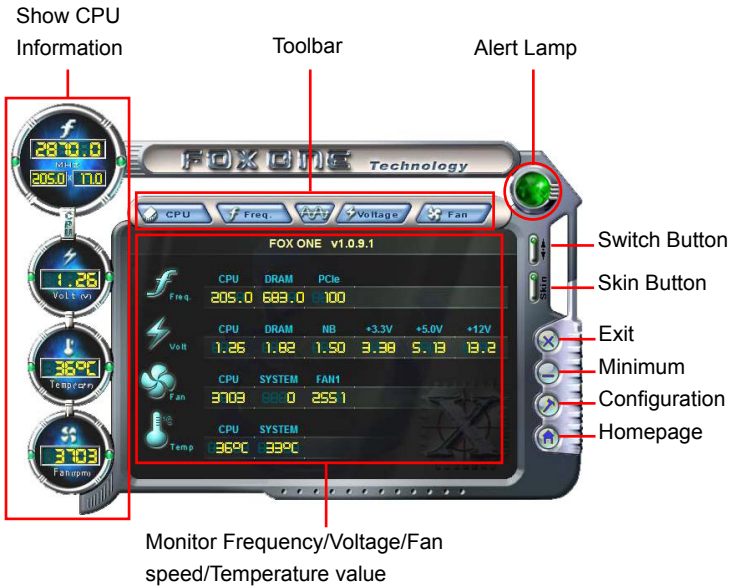 Show CPU
Information
Toolbar
Alert Lamp
f
2870.0
MHz
205.0 × 17.0
CPU
1.26
Volt (v)
36°C
Temp(°C/°F)
3703
Fan(rpm)
FOX ONE Technology
CPU
f Freq.
Voltage
Fan
FOX ONE v1.0.9.1
CPU DRAM PCIe
f Freq. 205.0 683.0 100
CPU DRAM NB +3.3V +5.0V +12V
Volt 1.26 1.82 1.50 3.38 5.13 13.2
CPU SYSTEM FAN1
Fan 3703 0 2551
CPU SYSTEM
Temp 36°C 33°C
Skin
Switch Button
Skin Button
Exit
Minimum
Configuration
Homepage
Monitor Frequency/Voltage/Fan
speed/Temperature value